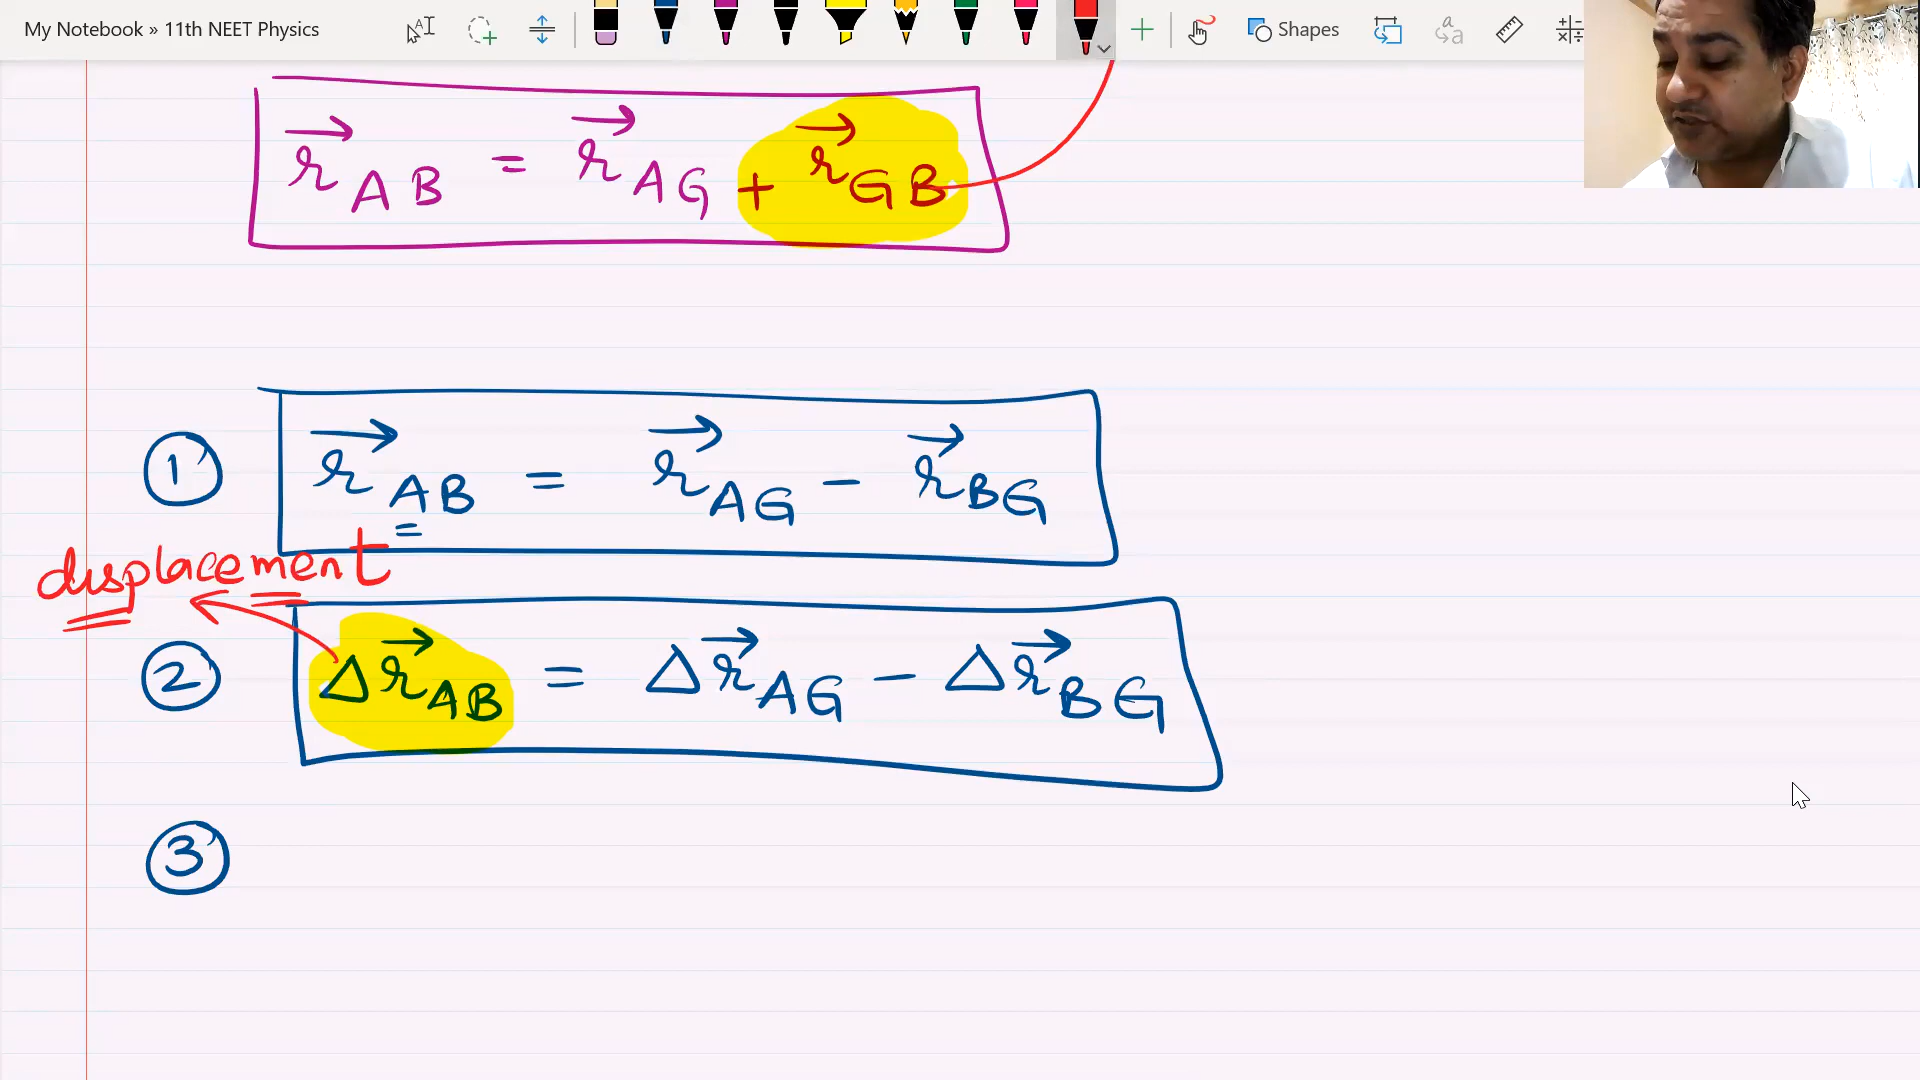 My Notebook » 11th NEET Physics
Shapes
r⃗ AB = r⃗ AG + r⃗ GB
① r⃗ AB = r⃗ AG − r⃗ BG
displacement
② Δr⃗ AB = Δr⃗ AG − Δr⃗ BG
③